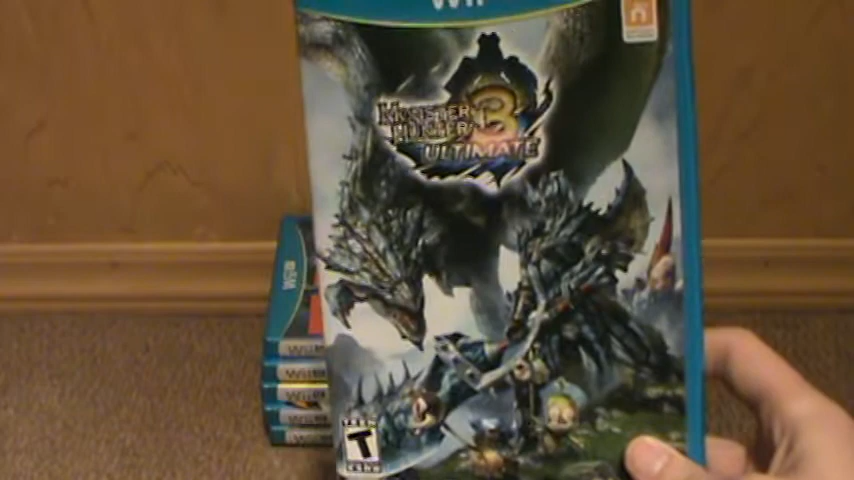 Wii
MONSTER
HUNTER 3
ULTIMATE
TEEN
T
ESRB
Wii U
Wii U
Wii U
Wii U
Wii U